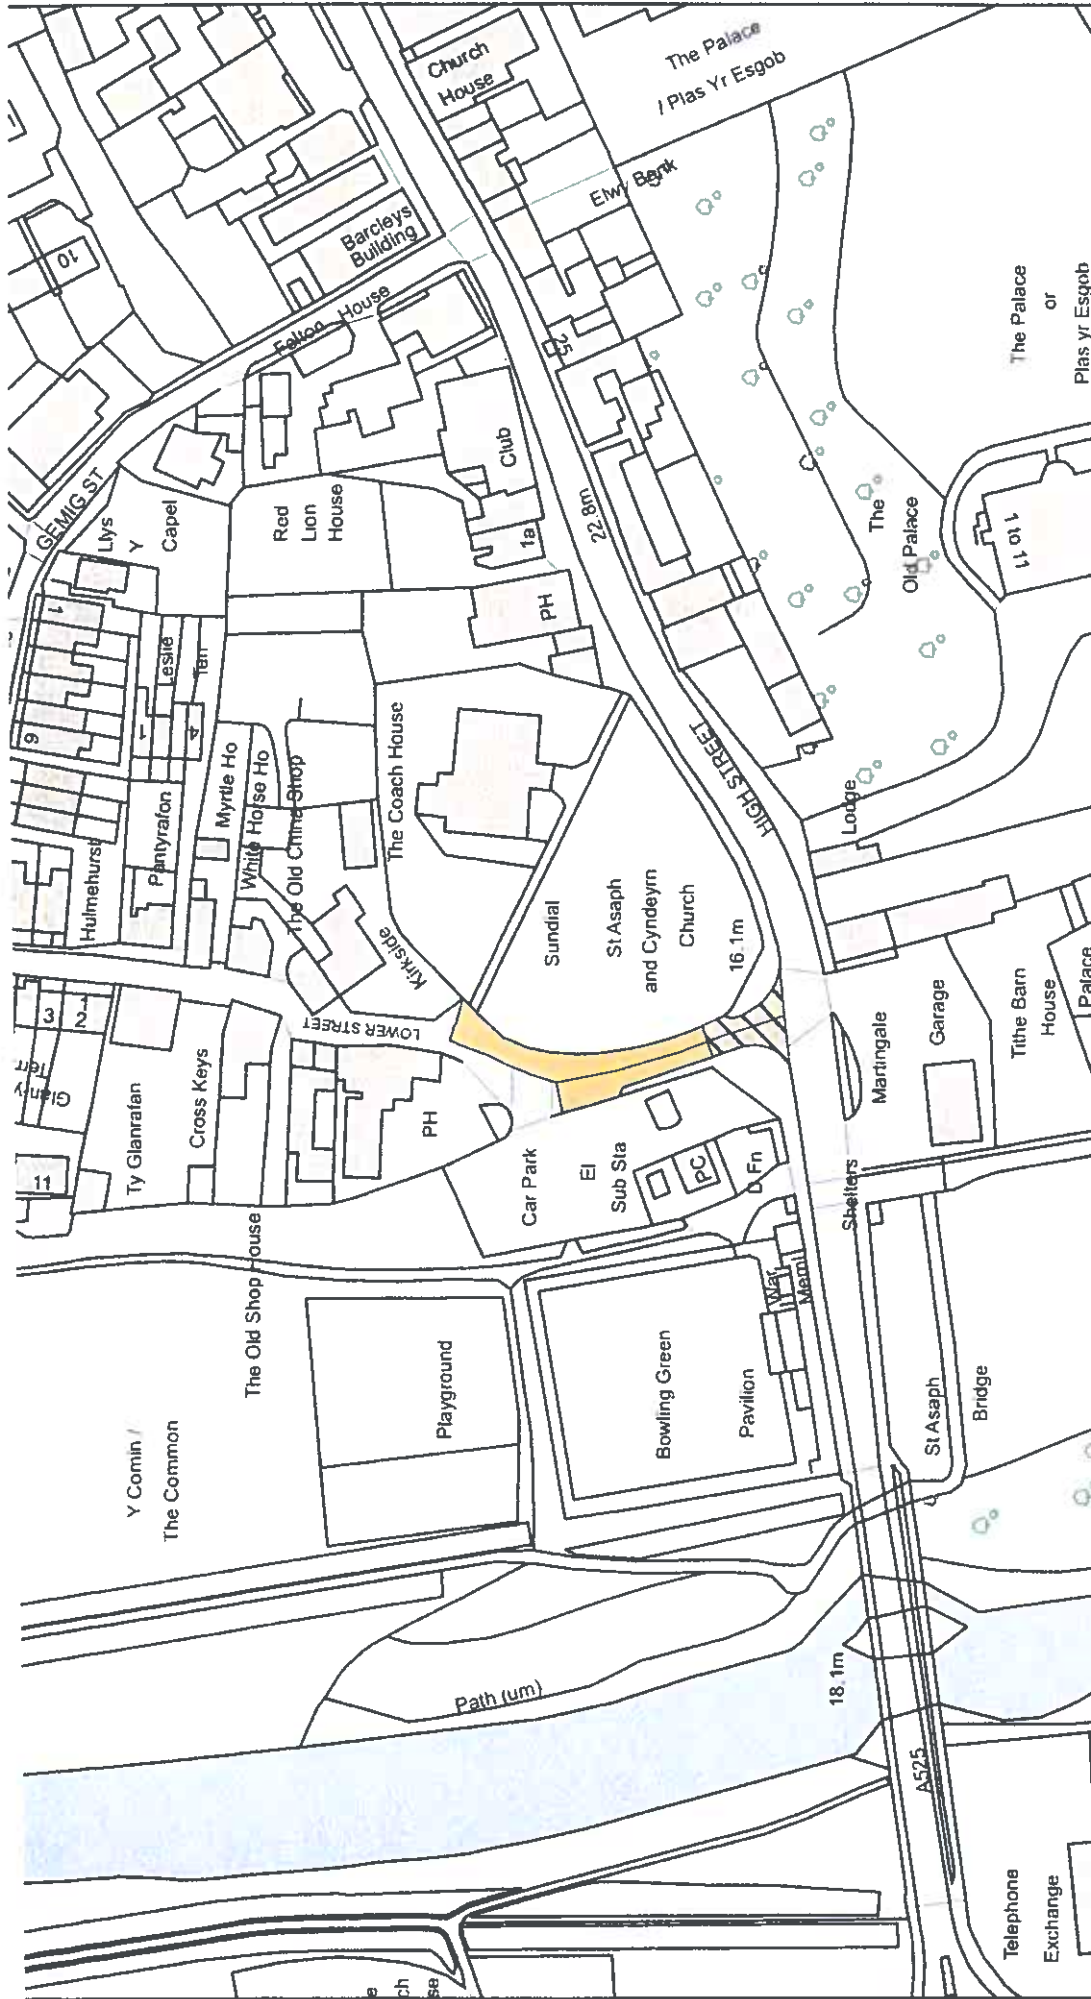 Church
House
The Palace
/ Plas Yr Esgob
10
Barcleys
Building
Elwy Bank
Felton House
The Palace
or
Plas yr Esgob
25
GEMIG ST
Llys
Y
Capel
Red
Lion
House
Club
1a
22.8m
The
Old Palace
1 to 11
PH
1
6
Leslie
Terr
1
4
Hulmehurst
Pantyrafon
Myrtle Ho
White Horse Ho
The Old China Shop
The Coach House
HIGH STREET
Lodge
Kirkside
Sundial
St Asaph
and Cyndeyrn
Church
16.1m
3
2
LOWER STREET
Terr
Ty Glanrafan
Cross Keys
PH
Martingale
Garage
Tithe Barn
House
Palace
11
Car Park
El
Sub Sta
PC
D Fn
Shelters
The Old Shop House
Playground
Bowling Green
Pavilion
War
Meml
St Asaph
Bridge
Y Comin /
The Common
Path (um)
18.1m
A525
Telephone
Exchange
e
ch
se